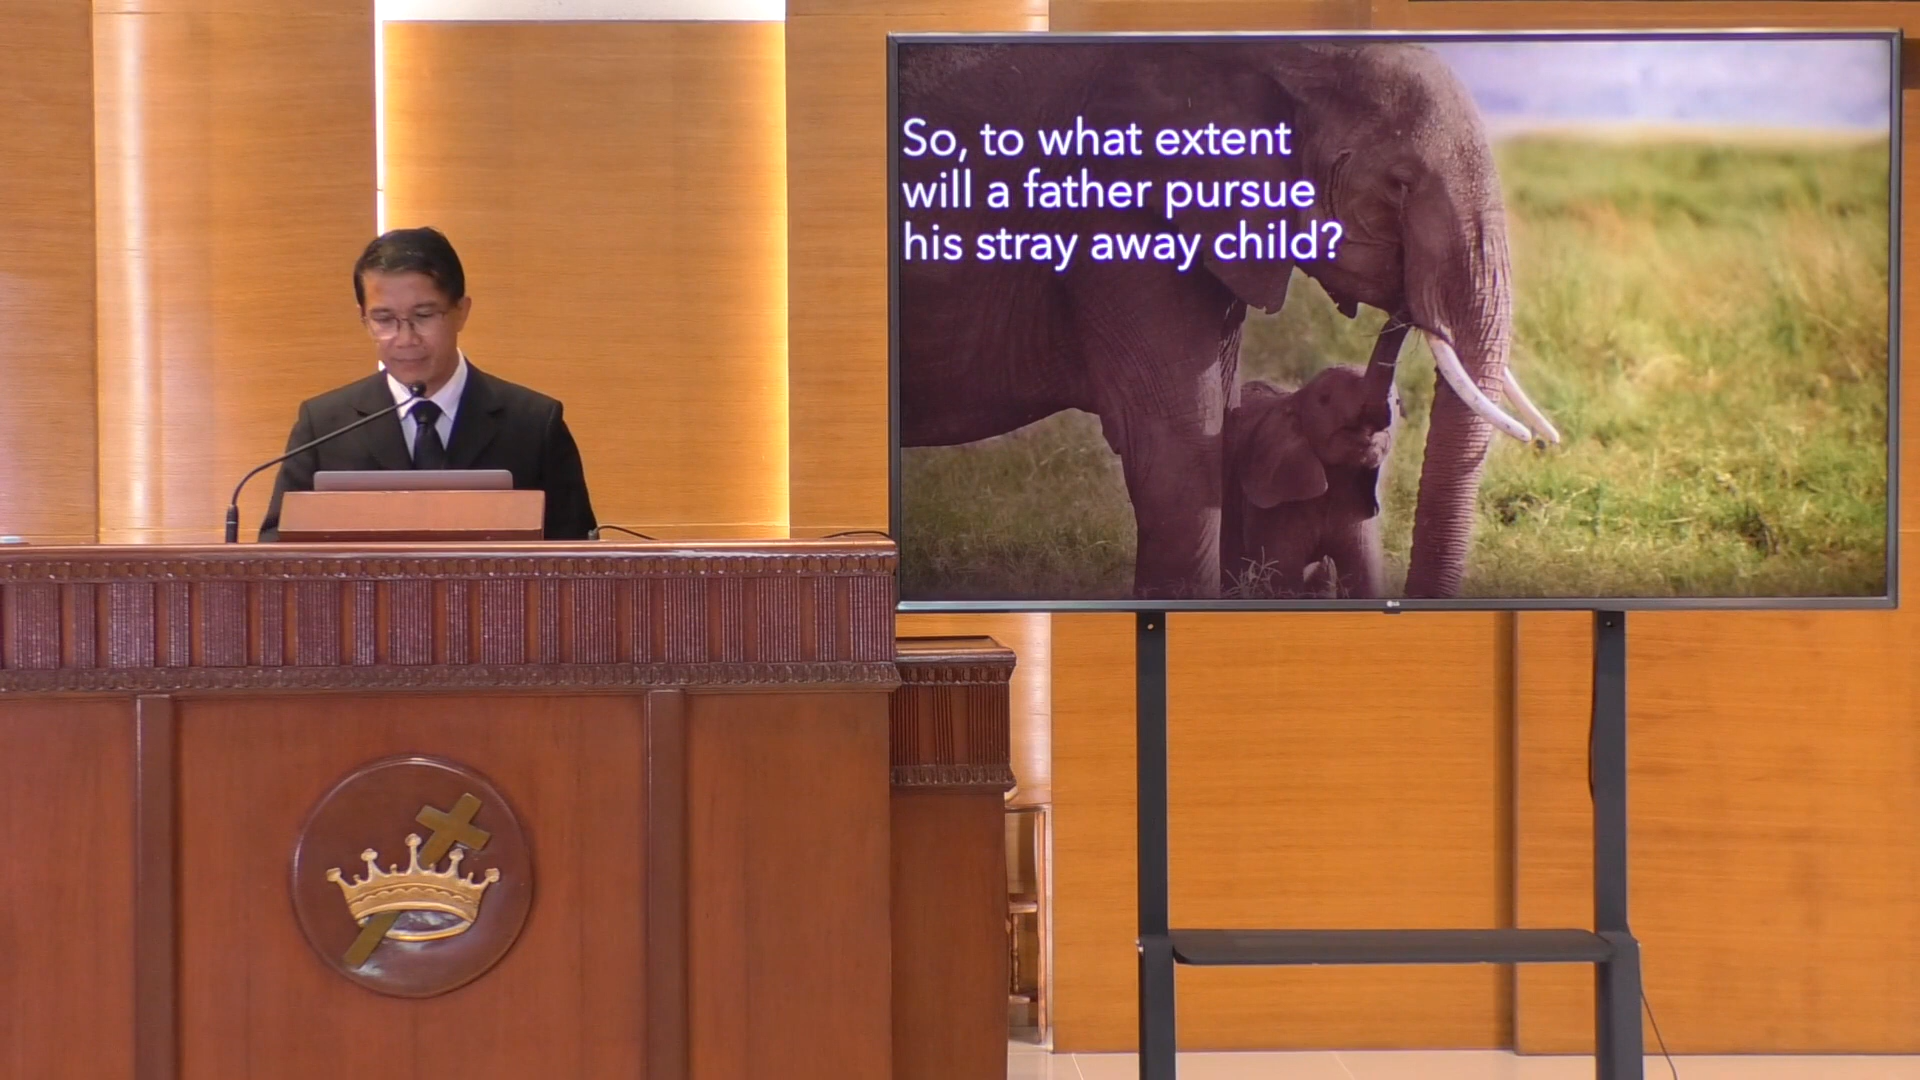 So, to what extent
will a father pursue
his stray away child?